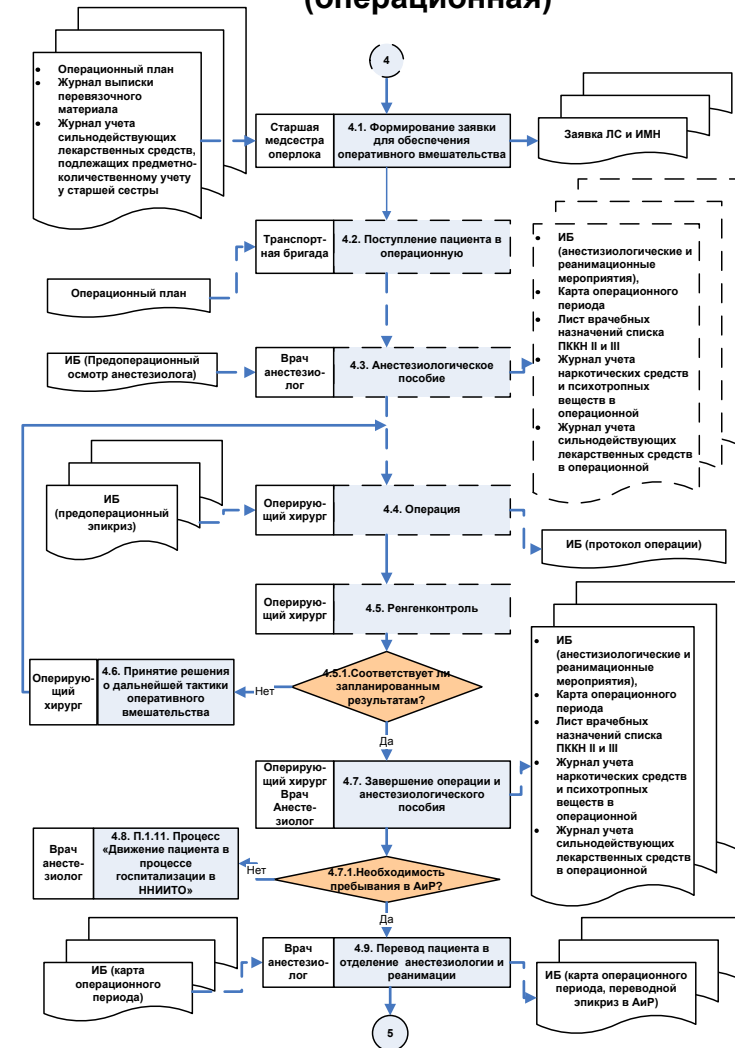 (операционная)
4
• Операционный план
• Журнал выписки
перевязочного
материала
• Журнал учета
сильнодействующих
лекарственных средств,
подлежащих предметно-
количественному учету
у старшей сестры
Старшая
медсестра
оперлока
4.1. Формирование заявки
для обеспечения
оперативного вмешательства
Заявка ЛС и ИМН
Транспорт-
ная бригада
4.2. Поступление пациента в
операционную
Операционный план
• ИБ
(анестизиологические и
реанимационные
мероприятия),
• Карта операционного
периода
• Лист врачебных
назначений списка
ПККН II и III
• Журнал учета
наркотических средств
и психотропных
веществ в
операционной
• Журнал учета
сильнодействующих
лекарственных средств
в операционной
ИБ (Предоперационный
осмотр анестезиолога)
Врач
анестезио-
лог
4.3. Анестезиологическое
пособие
ИБ
(предоперационный
эпикриз)
Оперирую-
щий хирург
4.4. Операция
ИБ (протокол операции)
Оперирую-
щий хирург
4.5. Ренгенконтроль
4.5.1.Соответствует ли
запланированным
результатам?
Нет
Оперирую-
щий
хирург
4.6. Принятие решения
о дальнейшей тактики
оперативного
вмешательства
Да
Оперирую-
щий хирург
Врач
Анесте-
зиолог
4.7. Завершение операции и
анестезиологического
пособия
• ИБ
(анестизиологические и
реанимационные
мероприятия),
• Карта операционного
периода
• Лист врачебных
назначений списка
ПККН II и III
• Журнал учета
наркотических средств
и психотропных
веществ в
операционной
• Журнал учета
сильнодействующих
лекарственных средств
в операционной
4.7.1.Необходимость
пребывания в АиР?
Нет
Врач
анесте-
зиолог
4.8. П.1.11. Процесс
«Движение пациента в
процессе
госпитализации в
ННИИТО»
Да
ИБ (карта
операционного
периода)
Врач
анестезио-
лог
4.9. Перевод пациента в
отделение анестезиологии и
реанимации
ИБ (карта операционного
периода, переводной
эпикриз в АиР)
5